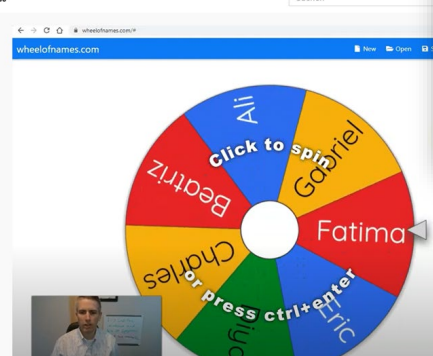 wheelofnames.com/#
wheelofnames.com
New
Open
Ali
Gabriel
Beatriz
Click to spin
Fatima
Charles
or press ctrl+enter
Eric